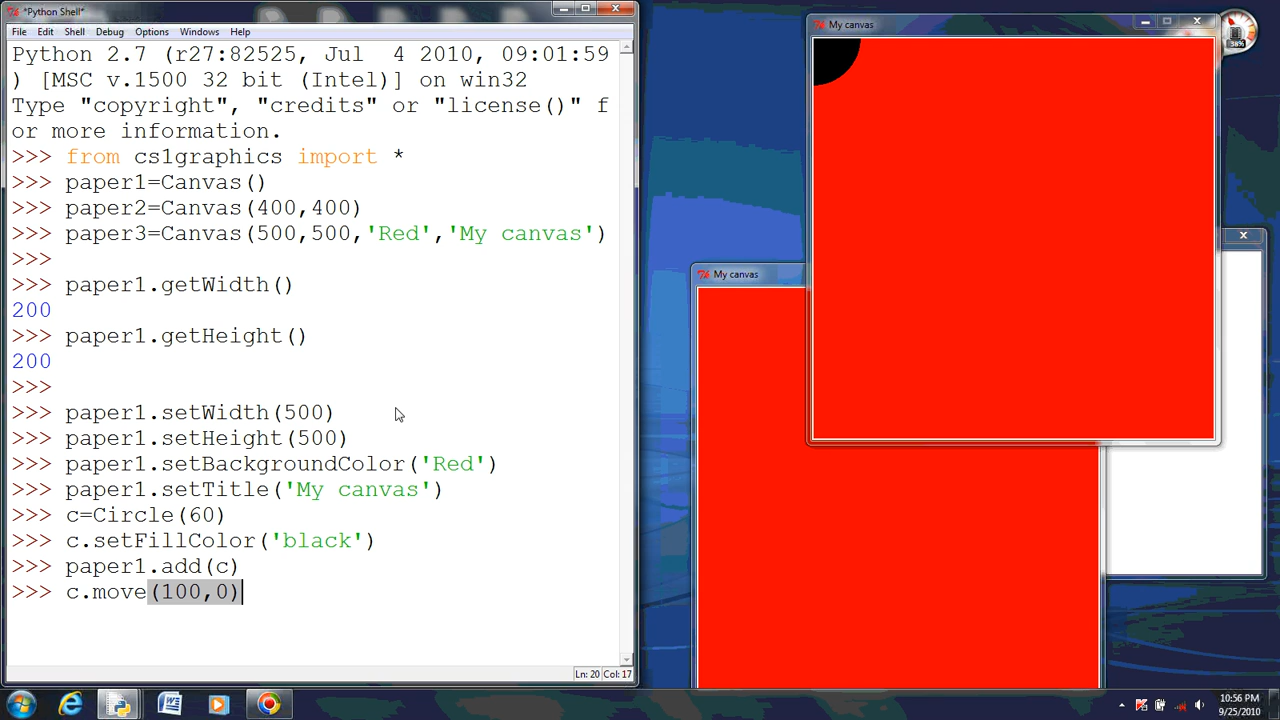 *Python Shell*
File Edit Shell Debug Options Windows Help
Python 2.7 (r27:82525, Jul  4 2010, 09:01:59
) [MSC v.1500 32 bit (Intel)] on win32
Type "copyright", "credits" or "license()" f
or more information.
>>> from cs1graphics import *
>>> paper1=Canvas()
>>> paper2=Canvas(400,400)
>>> paper3=Canvas(500,500,'Red','My canvas')
>>>
>>> paper1.getWidth()
200
>>> paper1.getHeight()
200
>>>
>>> paper1.setWidth(500)
>>> paper1.setHeight(500)
>>> paper1.setBackgroundColor('Red')
>>> paper1.setTitle('My canvas')
>>> c=Circle(60)
>>> c.setFillColor('black')
>>> paper1.add(c)
>>> c.move(100,0)
Ln: 20 Col: 17
My canvas
38%
My canvas
10:56 PM
9/25/2010